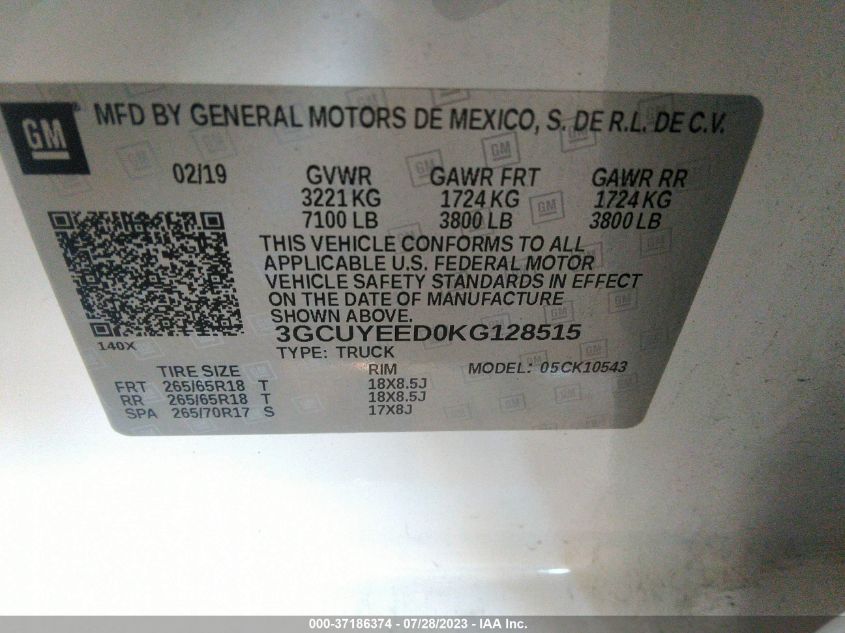 GM
MFD BY GENERAL MOTORS DE MEXICO, S. DE R.L. DE C.V.
02/19 GVWR GAWR FRT GAWR RR
3221 KG 1724 KG 1724 KG
7100 LB 3800 LB 3800 LB
THIS VEHICLE CONFORMS TO ALL
APPLICABLE U.S. FEDERAL MOTOR
VEHICLE SAFETY STANDARDS IN EFFECT
ON THE DATE OF MANUFACTURE
SHOWN ABOVE.
3GCUYEED0KG128515
140X
TYPE: TRUCK
TIRE SIZE RIM MODEL: 05CK10543
FRT 265/65R18 T 18X8.5J
RR 265/65R18 T 18X8.5J
SPA 265/70R17 S 17X8J
000-37186374 - 07/28/2023 - IAA Inc.